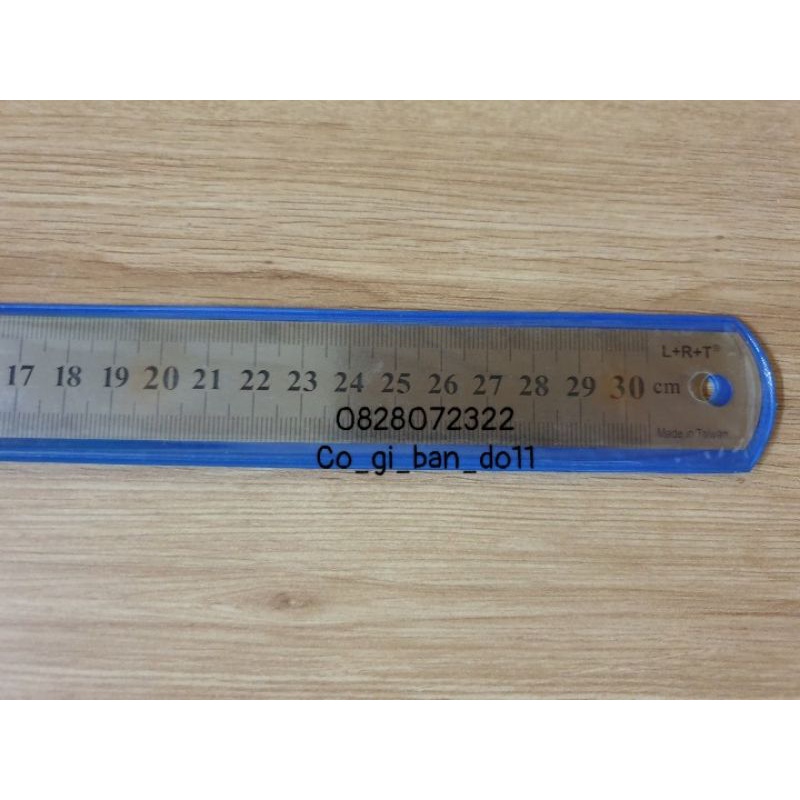 L+R+T®
17 18 19 20 21 22 23 24 25 26 27 28 29 30 cm
0828072322
Made in Taiwan
Co_gi_ban_do11